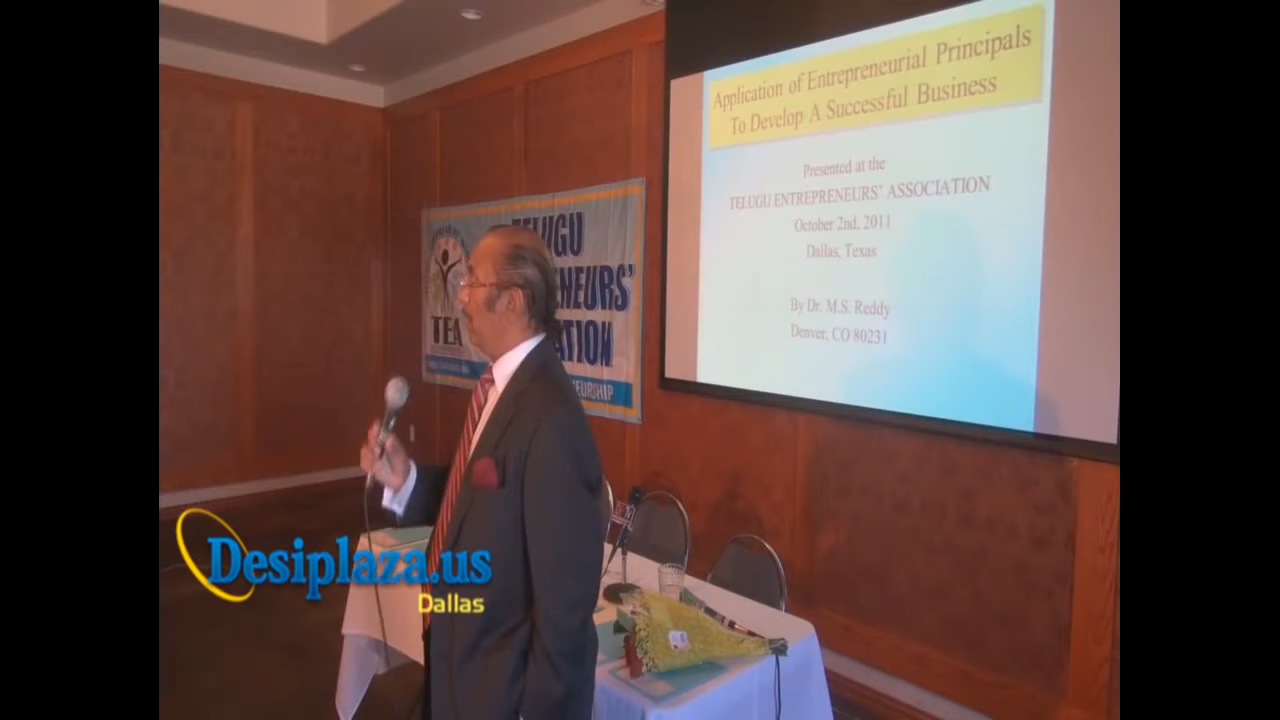 Application of Entrepreneurial Principals
To Develop A Successful Business
Presented at the
TELUGU ENTREPRENEURS' ASSOCIATION
October 2nd, 2011
Dallas, Texas
By Dr. M.S. Reddy
Denver, CO 80231
TELUGU
NEURS'
ATION
TEA
EURSHIP
Desiplaza.us
Dallas